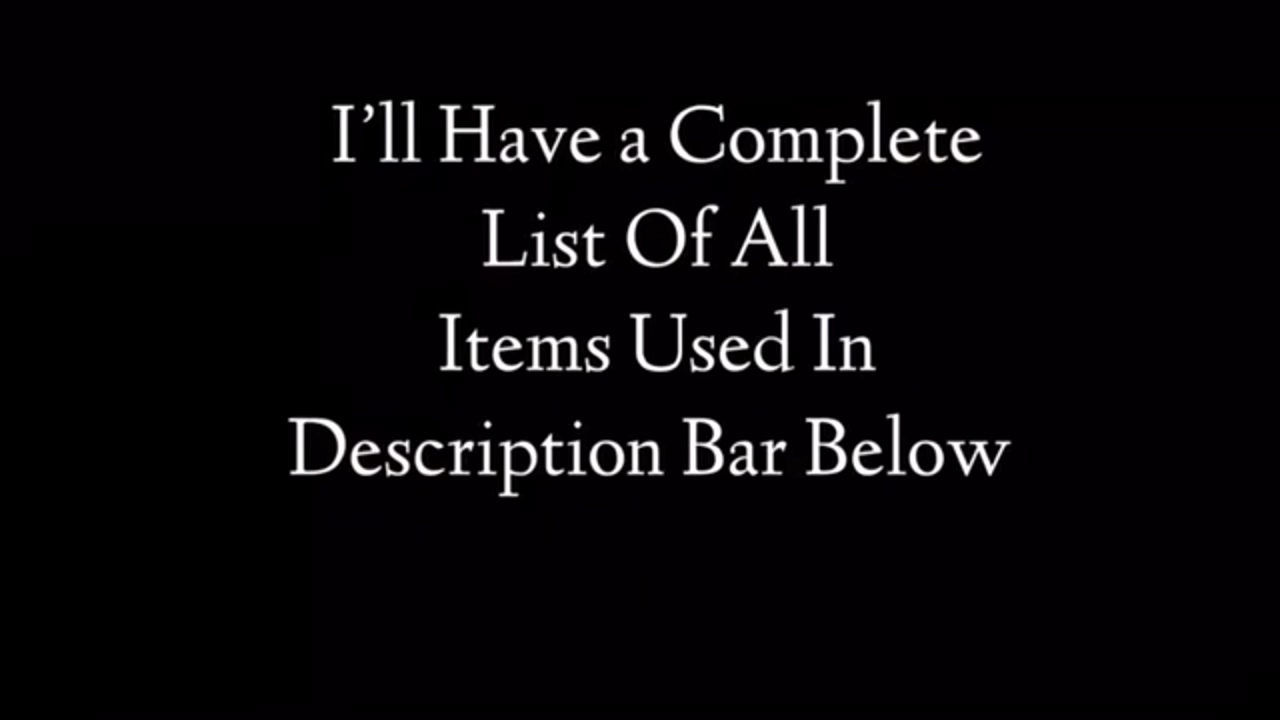 I’ll Have a Complete
List Of All
Items Used In
Description Bar Below